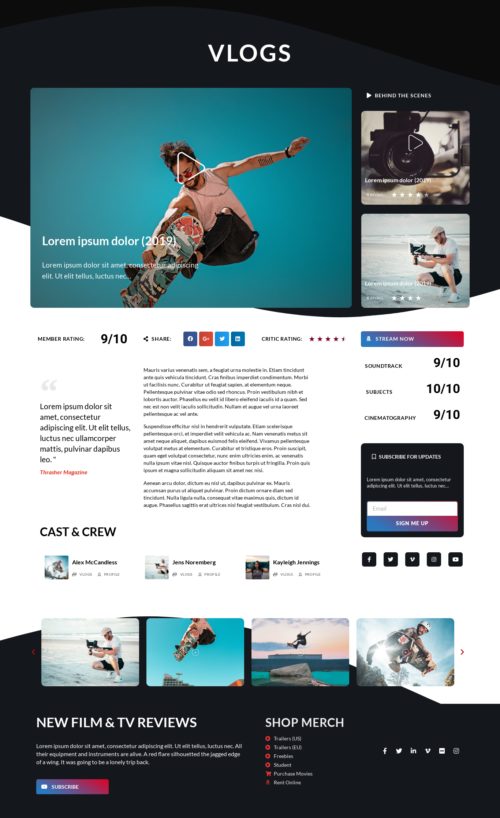 VLOGS
BEHIND THE SCENES
Lorem ipsum dolor (2019)
Lorem ipsum dolor sit amet, consectetur adipiscing
elit. Ut elit tellus, luctus nec...
Lorem ipsum dolor (2019)
Lorem ipsum dolor (2019)
MEMBER RATING: 9/10
SHARE:
CRITIC RATING:
STREAM NOW
SOUNDTRACK 9/10
SUBJECTS 10/10
CINEMATOGRAPHY 9/10
“
Lorem ipsum dolor sit
amet, consectetur
adipiscing elit. Ut elit tellus,
luctus nec ullamcorper
mattis, pulvinar dapibus
leo. "
Thrasher Magazine
Mauris varius venenatis sem, a feugiat urna molestie in. Etiam tincidunt
ante quis vehicula tincidunt. Cras finibus imperdiet condimentum. Morbi
ut facilisis nunc. Curabitur ut feugiat sapien, at elementum neque.
Pellentesque pulvinar vitae odio sed rhoncus. Proin vestibulum nibh et
lobortis auctor. Phasellus eu velit id libero eleifend iaculis id a quam. Sed
nec est non velit iaculis sollicitudin. Nullam et augue vel urna laoreet
pellentesque ac vel ante.
Suspendisse efficitur nisl in hendrerit vulputate. Etiam scelerisque
pellentesque orci, et imperdiet velit vehicula ac. Nam venenatis metus sit
amet neque aliquet, dapibus euismod felis eleifend. Vivamus pellentesque
volutpat metus al elementum. Curabitur et tristique eros. Proin suscipit,
quam eget volutpat consectetur, nunc enim ultricies enim, ac venenatis
nulla ipsum vitae nisi. Quisque auctor finibus turpis ut fringilla. Proin quis
ipsum et magna mollis sollicitudin.
Aenean arcu dolor, dictum eu nisl ut, dapibus pulvinar ex. Mauris
accumsan purus ut aliquet pulvinar. Proin dictum ornare diam sed
tincidunt. Nulla ligula nulla, consequat vitae maximus quis, dictum id
augue. Phasellus sagittis erat ultrices nisl feugiat vestibulum. Cras nisl dui.
SUBSCRIBE FOR UPDATES
Lorem ipsum dolor sit amet, consectetur
adipiscing elit. Ut elit tellus, luctus nec...
Email
SIGN ME UP
CAST & CREW
Alex McCandless
VLOGS PROFILE
Jens Noremberg
VLOGS PROFILE
Kayleigh Jennings
VLOGS PROFILE
NEW FILM & TV REVIEWS
Lorem ipsum dolor sit amet, consectetur adipiscing elit. Ut elit tellus, luctus nec. All
their equipment and instruments are alive. A red flare silhouetted the jagged edge
of a wing. It was going to be a lonely trip back.
SUBSCRIBE
SHOP MERCH
Trailers (US)
Trailers (EU)
Freebies
Student
Purchase Movies
Rent Online